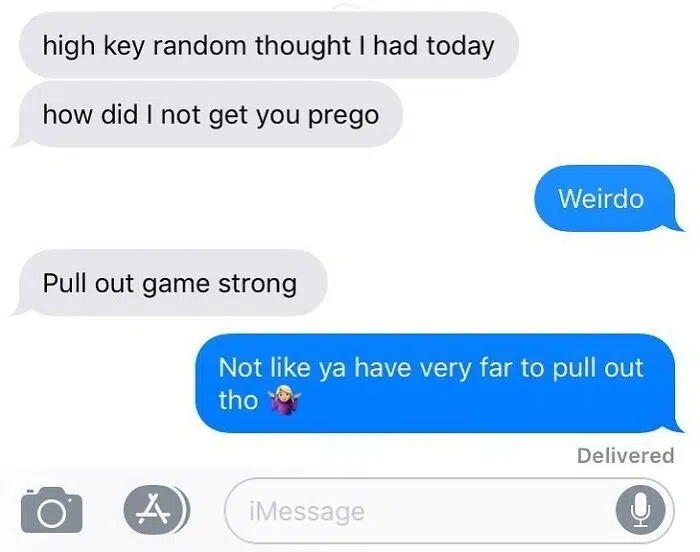 high key random thought I had today
how did I not get you prego
Weirdo
Pull out game strong
Not like ya have very far to pull out
tho 🤷🏼‍♀️
Delivered
iMessage